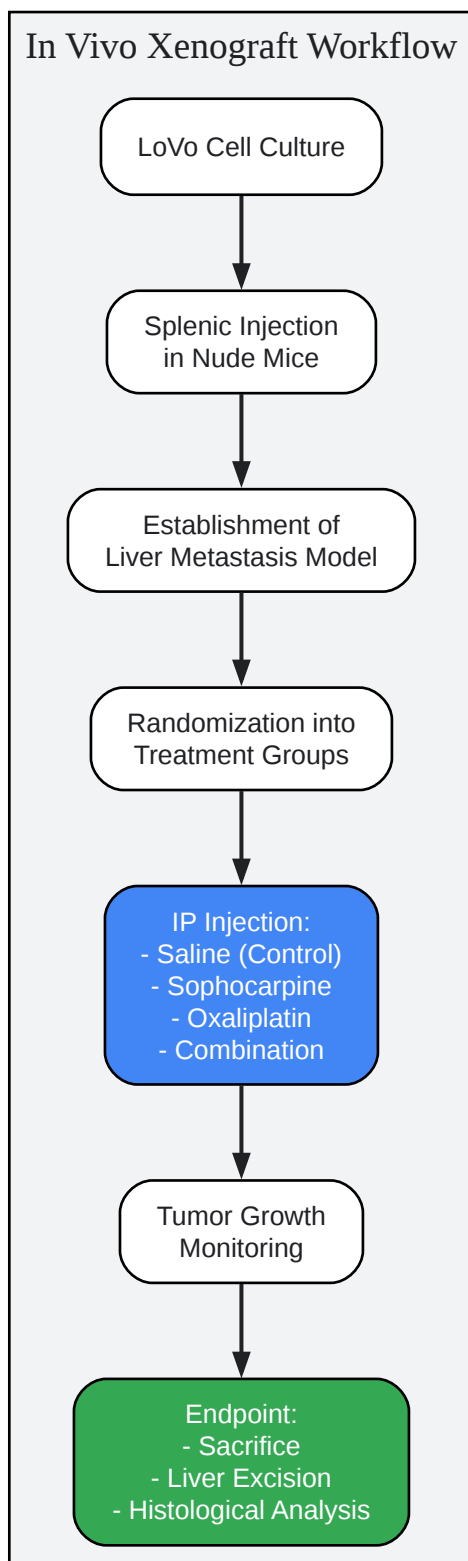 In Vivo Xenograft Workflow
LoVo Cell Culture
Splenic Injection
in Nude Mice
Establishment of
Liver Metastasis Model
Randomization into
Treatment Groups
IP Injection:
- Saline (Control)
- Sophocarpine
- Oxaliplatin
- Combination
Tumor Growth
Monitoring
Endpoint:
- Sacrifice
- Liver Excision
- Histological Analysis